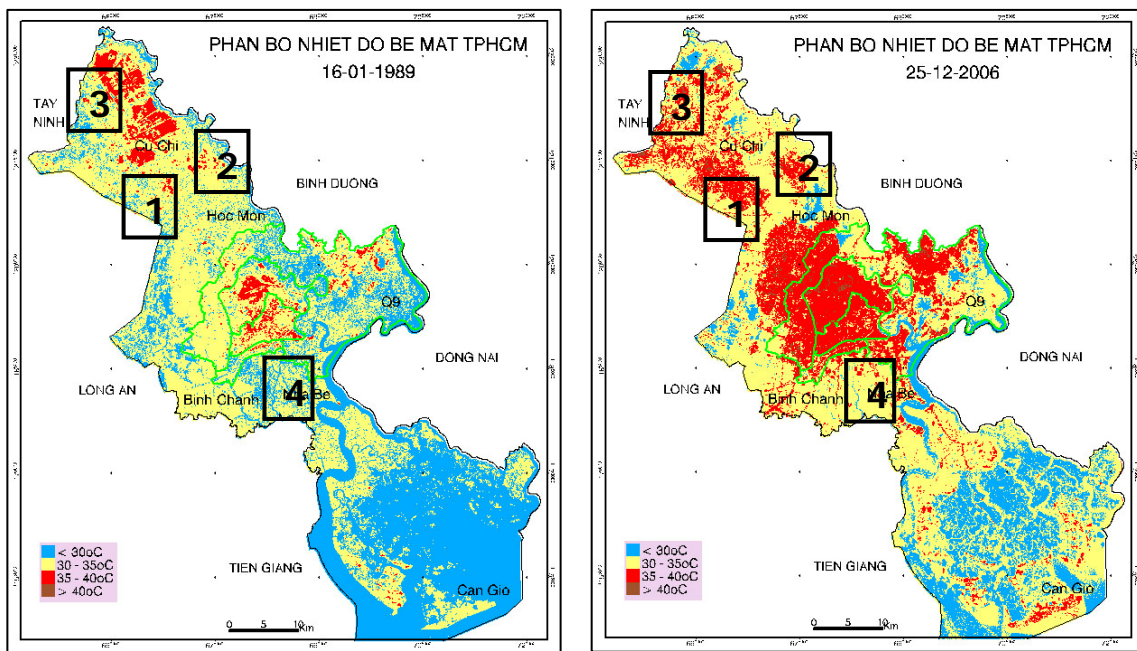 PHAN BO NHIET DO BE MAT TPHCM
16-01-1989
3
TAY
NINH
Cu Chi
2
BINH DUONG
1
Hoc Mon
Q9
DONG NAI
LONG AN
Binh Chanh
4
Nha Be
< 30oC
30 - 35oC
35 - 40oC
> 40oC
TIEN GIANG
Can Gio
0 5 10
Km
PHAN BO NHIET DO BE MAT TPHCM
25-12-2006
3
TAY
NINH
Cu Chi
2
BINH DUONG
1
Hoc Mon
Q9
DONG NAI
LONG AN
Binh Chanh
4
Nha Be
< 30oC
30 - 35oC
35 - 40oC
> 40oC
TIEN GIANG
Can Gio
0 5 10
Km